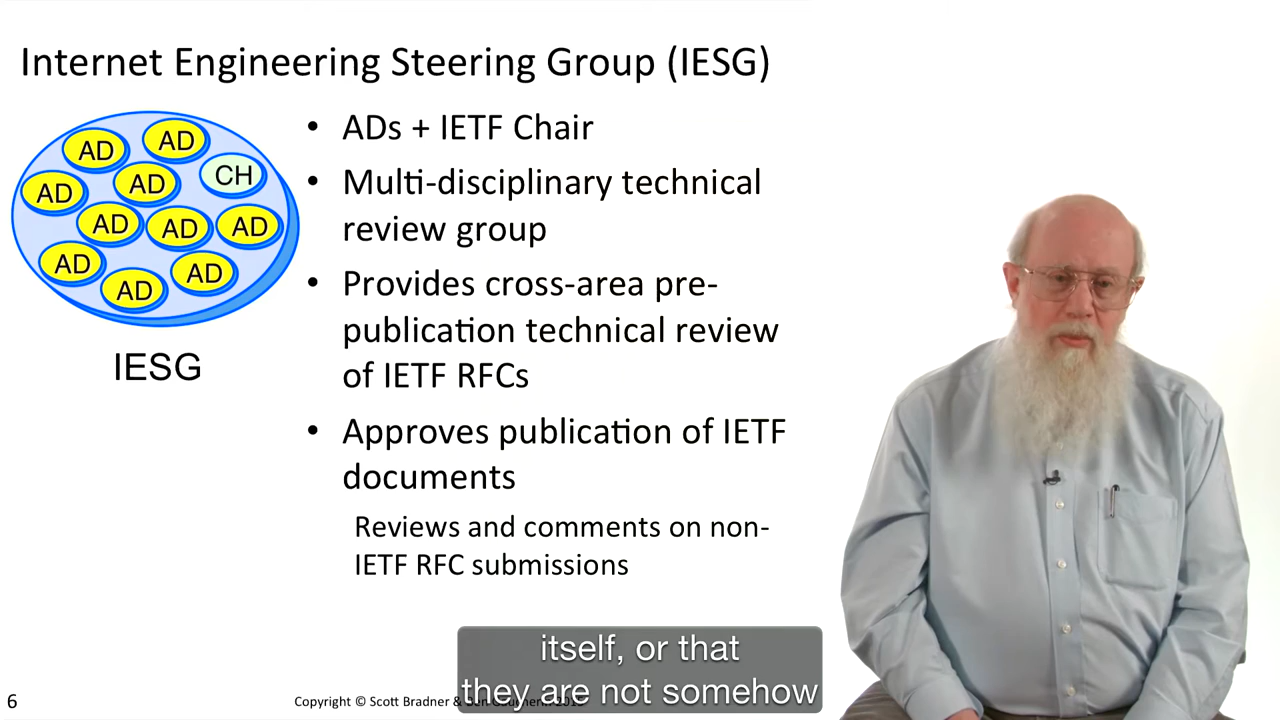 Internet Engineering Steering Group (IESG)
AD
AD
AD
AD
CH
AD
AD
AD
AD
AD
AD
IESG
• ADs + IETF Chair
• Multi-disciplinary technical
review group
• Provides cross-area pre-
publication technical review
of IETF RFCs
• Approves publication of IETF
documents
Reviews and comments on non-
IETF RFC submissions
itself, or that
they are not somehow
6
Copyright © Scott Bradner &